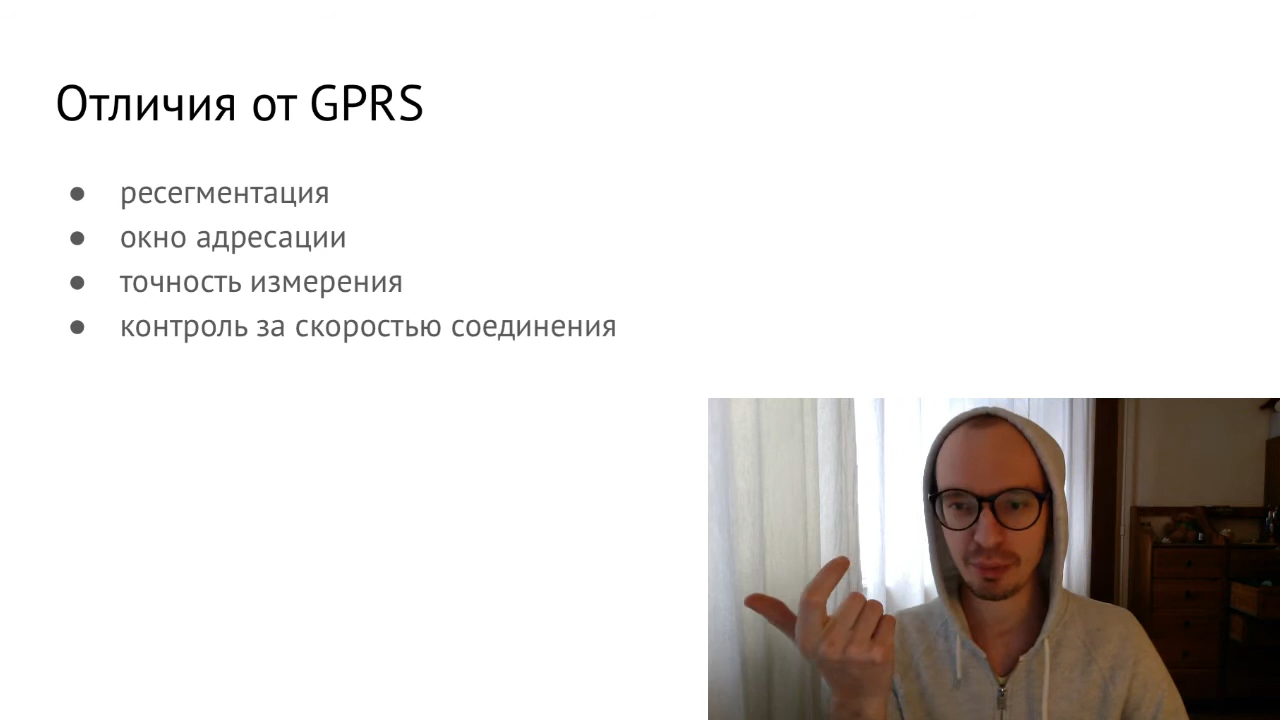 Отличия от GPRS
● ресегментация
● окно адресации
● точность измерения
● контроль за скоростью соединения